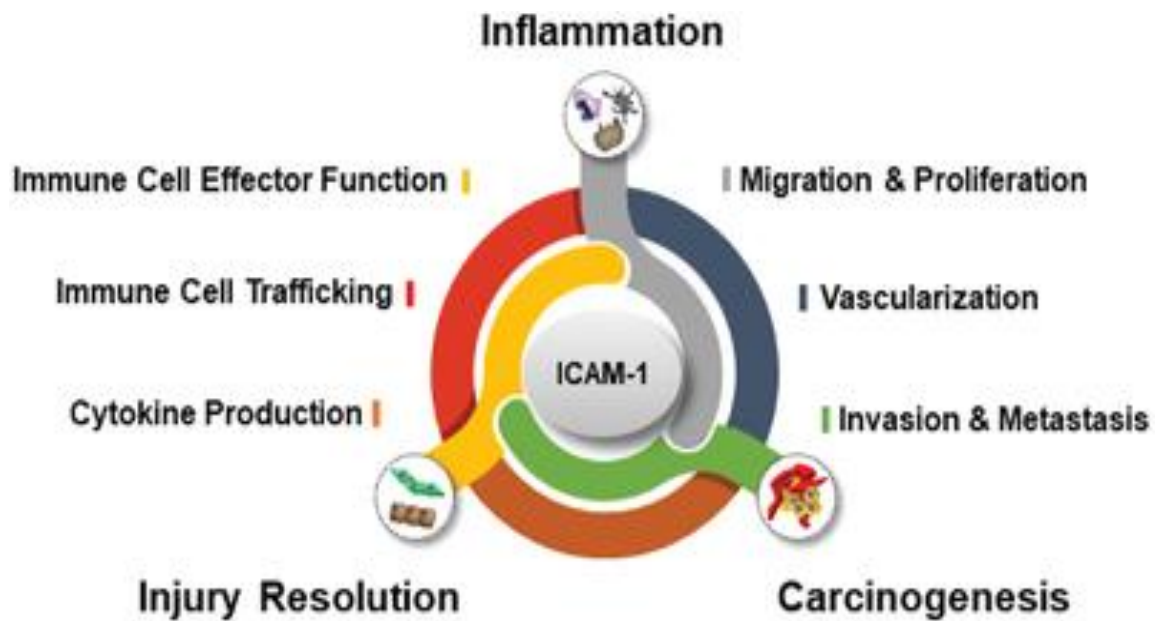 Inflammation
Immune Cell Effector Function
Migration & Proliferation
Immune Cell Trafficking
Vascularization
ICAM-1
Cytokine Production
Invasion & Metastasis
Injury Resolution
Carcinogenesis